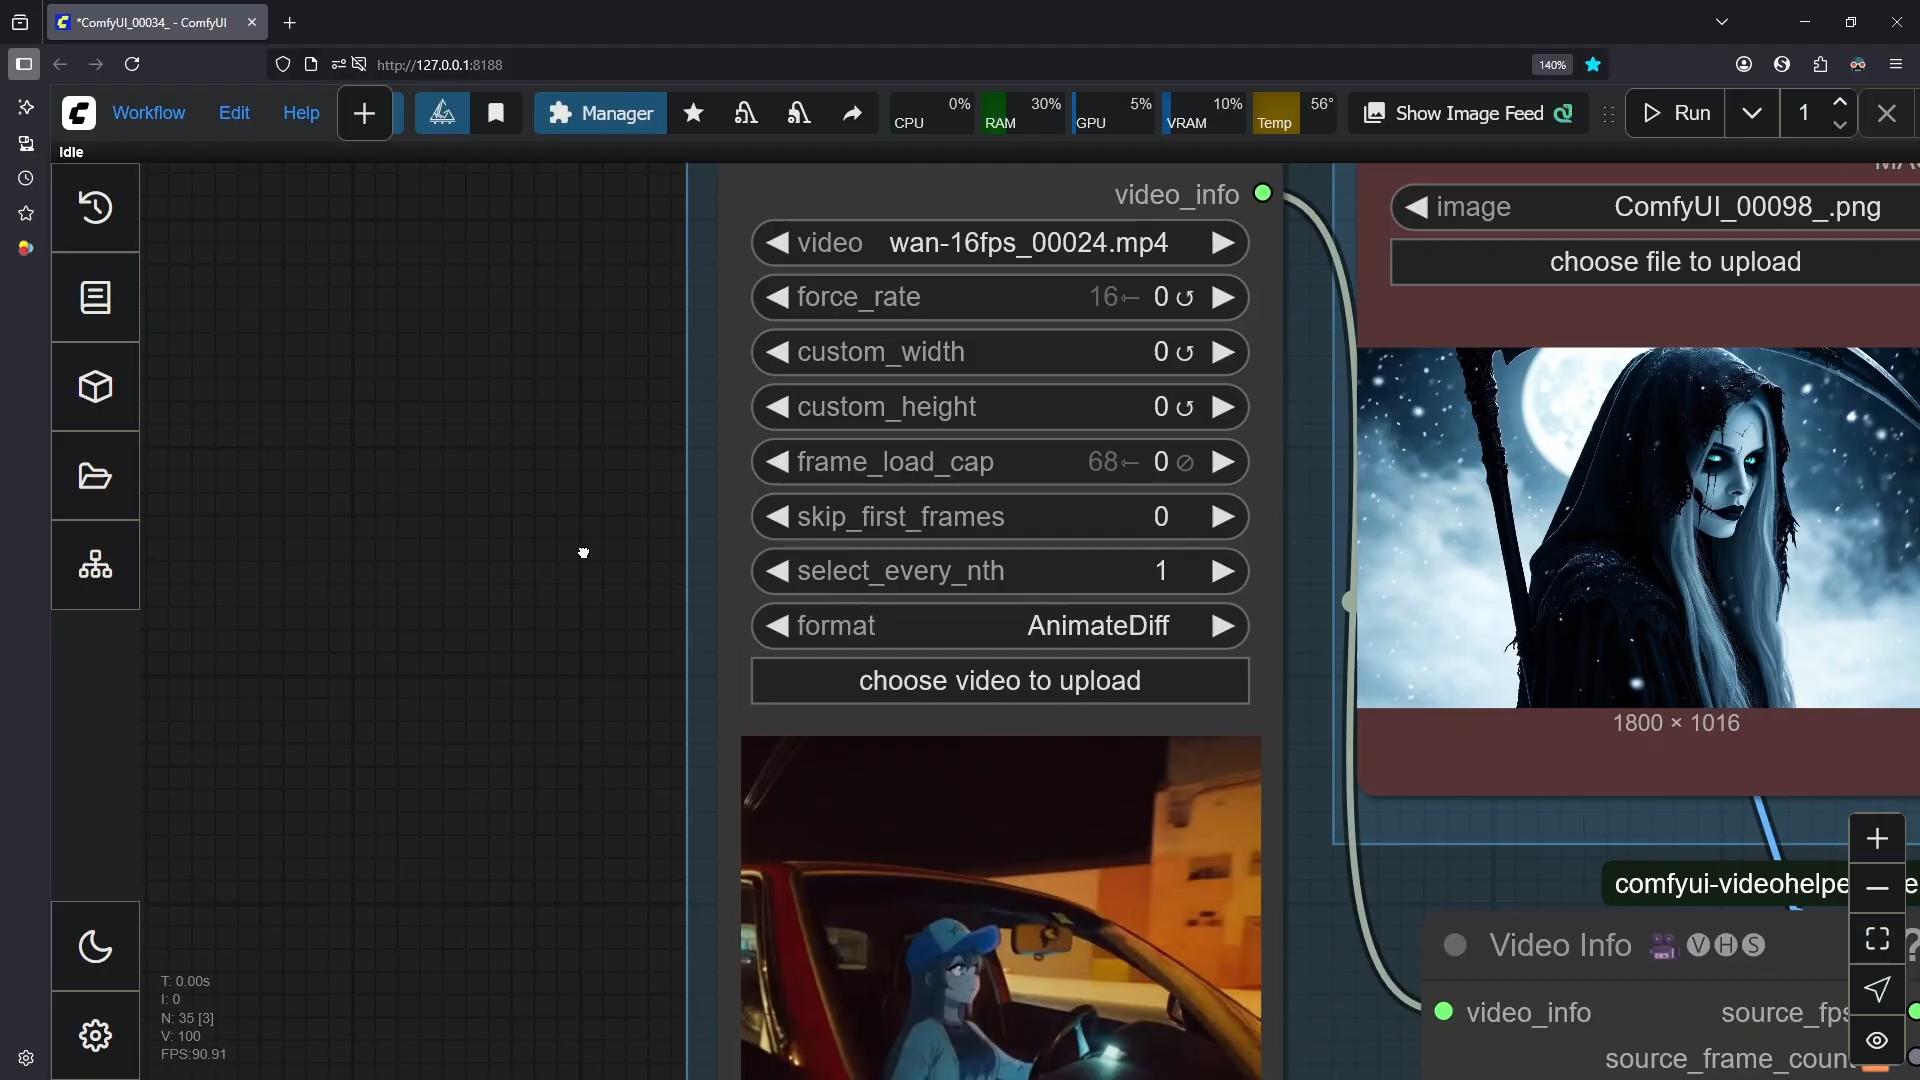 *ComfyUI_00034_ - ComfyUI
http://127.0.0.1:8188
140%
Workflow
Edit
Help
Manager
CPU
0%
RAM
30%
GPU
5%
VRAM
10%
Temp
56°
Show Image Feed
Run
1
Idle
video_info
video
wan-16fps_00024.mp4
force_rate
16←
0
custom_width
0
custom_height
0
frame_load_cap
68←
0
skip_first_frames
0
select_every_nth
1
format
AnimateDiff
choose video to upload
image
ComfyUI_00098_.png
choose file to upload
1800 × 1016
comfyui-videohelpe
Video Info
V H S
?
video_info
source_fps
source_frame_count
T: 0.00s
I: 0
N: 35 [3]
V: 100
FPS:90.91